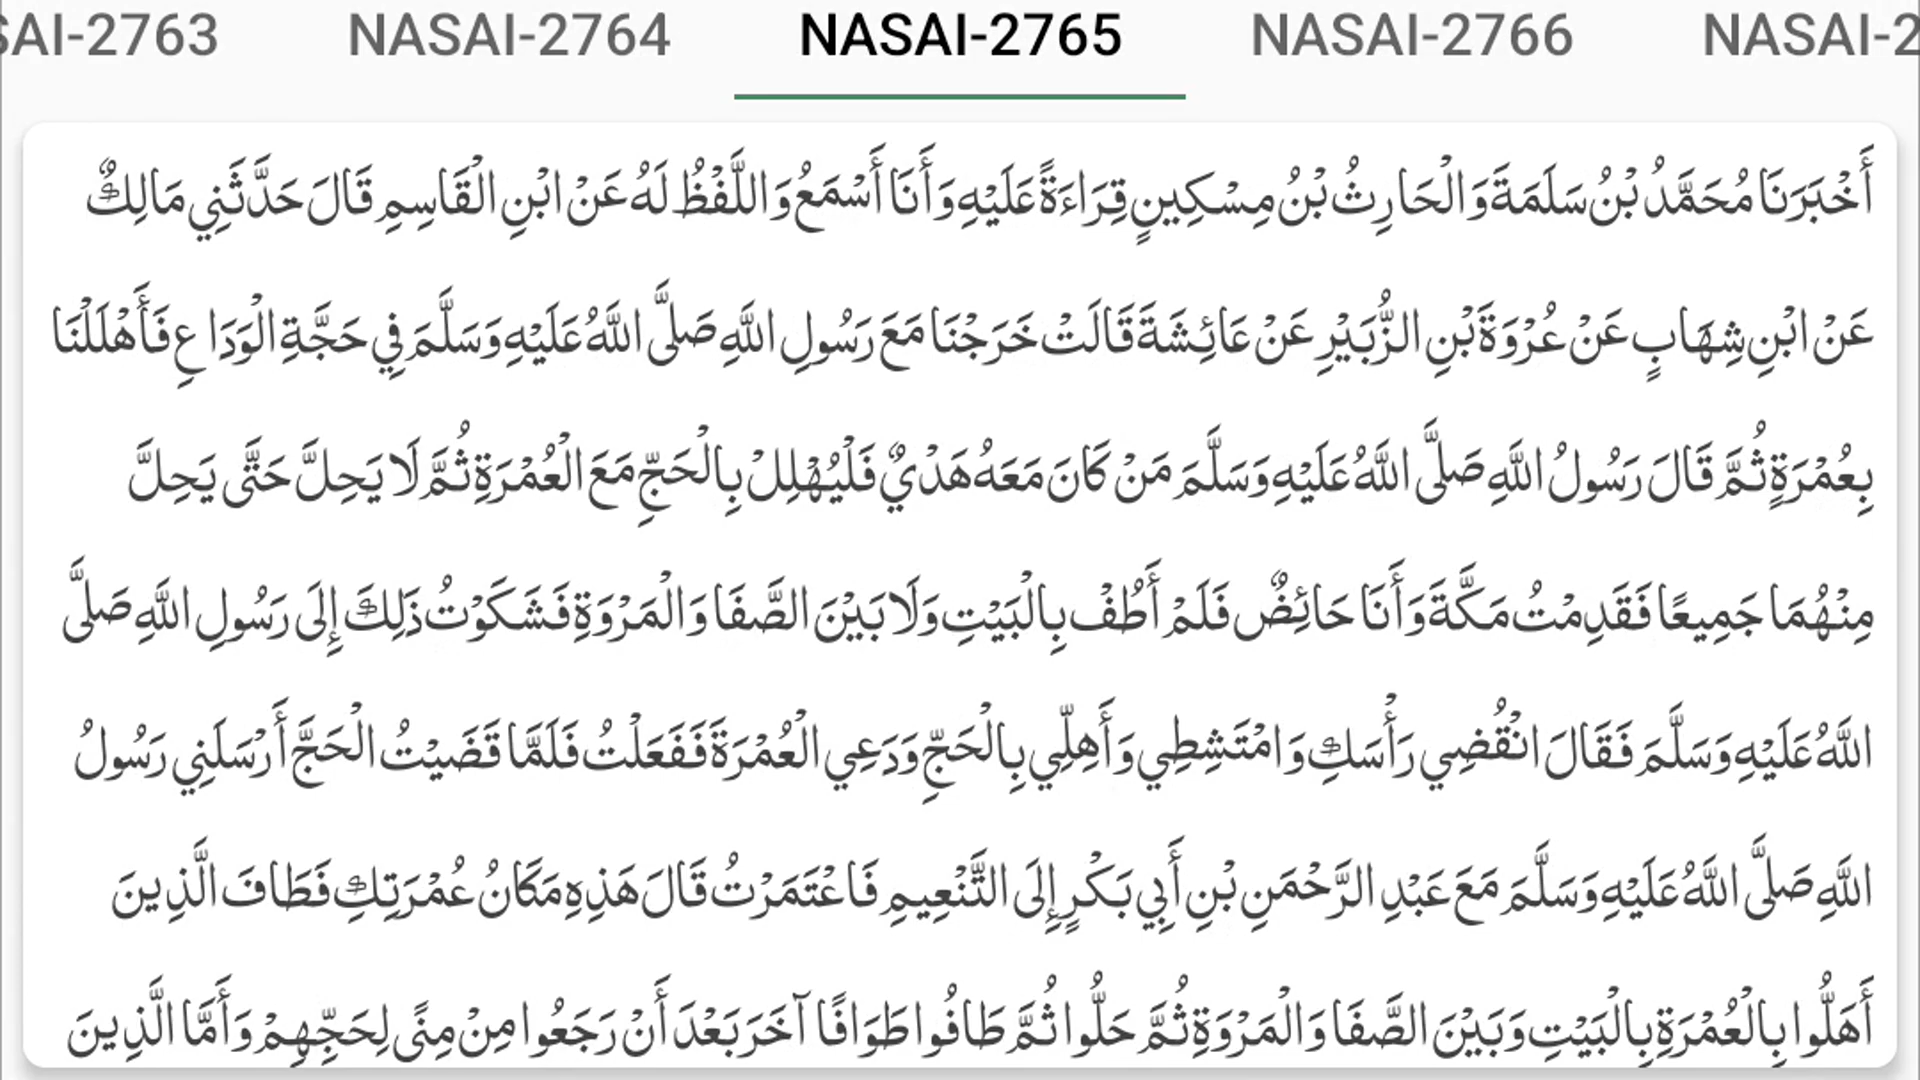 SAI-2763 NASAI-2764 NASAI-2765 NASAI-2766 NASAI-2
أَخْبَرَنَا مُحَمَّدُ بْنُ سَلَمَةَ وَالْحَارِثُ بْنُ مِسْكِينٍ قِرَاءَةً عَلَيْهِ وَأَنَا أَسْمَعُ وَاللَّفْظُ لَهُ عَنْ ابْنِ الْقَاسِمِ قَالَ حَدَّثَنِي مَالِكٌ
عَنْ ابْنِ شِهَابٍ عَنْ عُرْوَةَ بْنِ الزُّبَيْرِ عَنْ عَائِشَةَ قَالَتْ خَرَجْنَا مَعَ رَسُولِ اللَّهِ صَلَّى اللَّهُ عَلَيْهِ وَسَلَّمَ فِي حَجَّةِ الْوَدَاعِ فَأَهْلَلْنَا
بِعُمْرَةٍ ثُمَّ قَالَ رَسُولُ اللَّهِ صَلَّى اللَّهُ عَلَيْهِ وَسَلَّمَ مَنْ كَانَ مَعَهُ هَدْيٌ فَلْيُهْلِلْ بِالْحَجِّ مَعَ الْعُمْرَةِ ثُمَّ لَا يَحِلَّ حَتَّى يَحِلَّ
مِنْهُمَا جَمِيعًا فَقَدِمْتُ مَكَّةَ وَأَنَا حَائِضٌ فَلَمْ أَطُفْ بِالْبَيْتِ وَلَا بَيْنَ الصَّفَا وَالْمَرْوَةِ فَشَكَوْتُ ذَلِكَ إِلَى رَسُولِ اللَّهِ صَلَّى
اللَّهُ عَلَيْهِ وَسَلَّمَ فَقَالَ انْقُضِي رَأْسَكِ وَامْتَشِطِي وَأَهِلِّي بِالْحَجِّ وَدَعِي الْعُمْرَةَ فَفَعَلْتُ فَلَمَّا قَضَيْتُ الْحَجَّ أَرْسَلَنِي رَسُولُ
اللَّهِ صَلَّى اللَّهُ عَلَيْهِ وَسَلَّمَ مَعَ عَبْدِ الرَّحْمَنِ بْنِ أَبِي بَكْرٍ إِلَى التَّنْعِيمِ فَاعْتَمَرْتُ قَالَ هَذِهِ مَكَانُ عُمْرَتِكِ فَطَافَ الَّذِينَ
أَهَلُّوا بِالْعُمْرَةِ بِالْبَيْتِ وَبَيْنَ الصَّفَا وَالْمَرْوَةِ ثُمَّ حَلُّوا ثُمَّ طَافُوا طَوَافًا آخَرَ بَعْدَ أَنْ رَجَعُوا مِنْ مِنًى لِحَجِّهِمْ وَأَمَّا الَّذِينَ